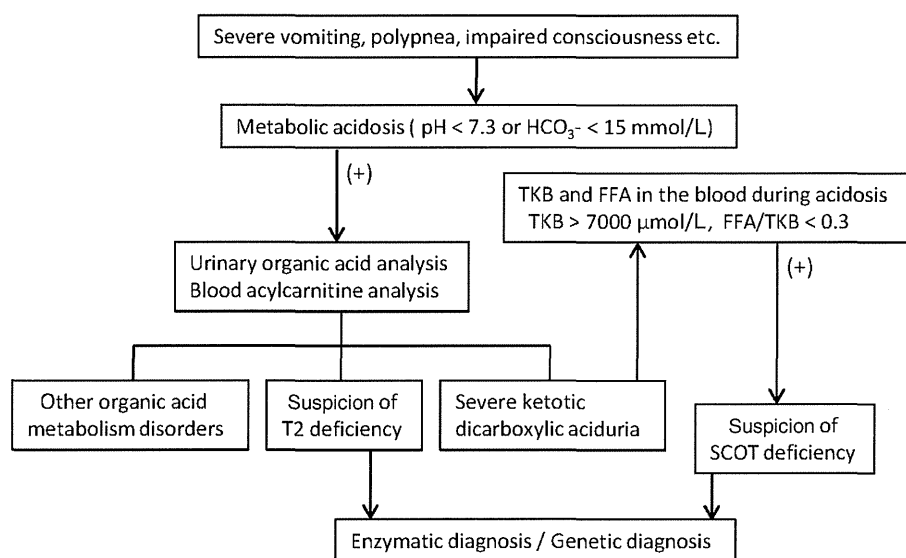 Severe vomiting, polypnea, impaired consciousness etc.
Metabolic acidosis ( pH < 7.3 or HCO₃- < 15 mmol/L)
(+)
TKB and FFA in the blood during acidosis
TKB > 7000 μmol/L, FFA/TKB < 0.3
(+)
Urinary organic acid analysis
Blood acylcarnitine analysis
Other organic acid
metabolism disorders
Suspicion of
T2 deficiency
Severe ketotic
dicarboxylic aciduria
Suspicion of
SCOT deficiency
Enzymatic diagnosis / Genetic diagnosis